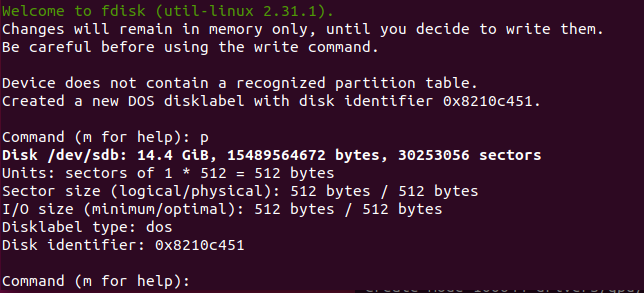 Welcome to fdisk (util-linux 2.31.1).
Changes will remain in memory only, until you decide to write them.
Be careful before using the write command.

Device does not contain a recognized partition table.
Created a new DOS disklabel with disk identifier 0x8210c451.

Command (m for help): p
Disk /dev/sdb: 14.4 GiB, 15489564672 bytes, 30253056 sectors
Units: sectors of 1 * 512 = 512 bytes
Sector size (logical/physical): 512 bytes / 512 bytes
I/O size (minimum/optimal): 512 bytes / 512 bytes
Disklabel type: dos
Disk identifier: 0x8210c451

Command (m for help):